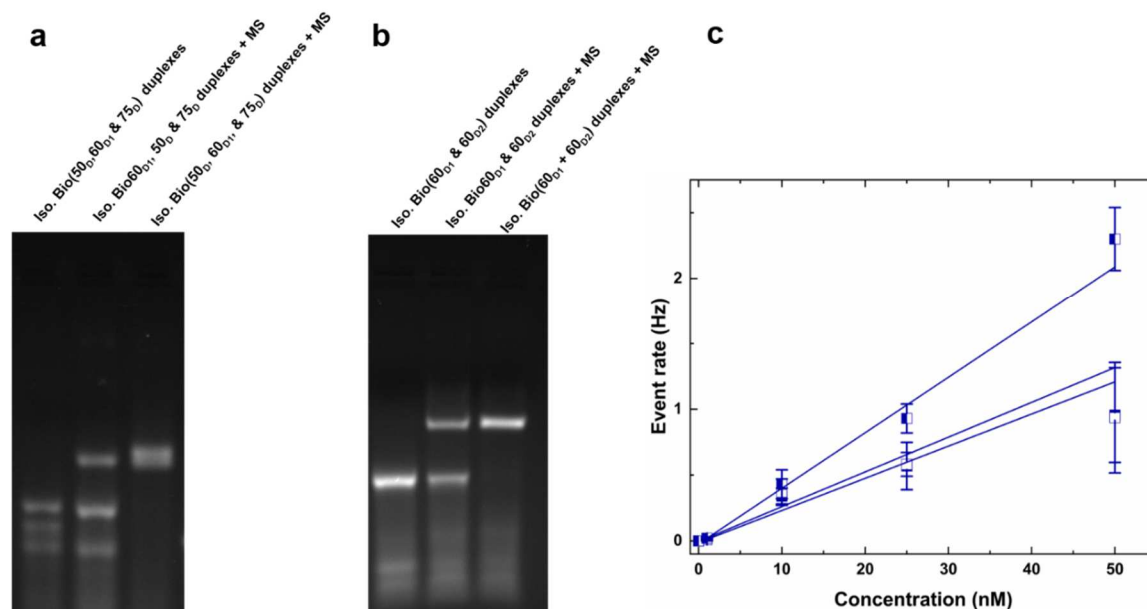 a
Iso. Bio(50D,60D1 & 75D) duplexes
Iso. Bio60D1, 50D & 75D duplexes + MS
Iso. Bio(50D, 60D1, & 75D) duplexes + MS
b
Iso. Bio(60D1 & 60D2) duplexes
Iso. Bio60D1 & 60D2 duplexes + MS
Iso. Bio(60D1 + 60D2) duplexes + MS
c
Event rate (Hz)
2
1
0
0 10 20 30 40 50
Concentration (nM)